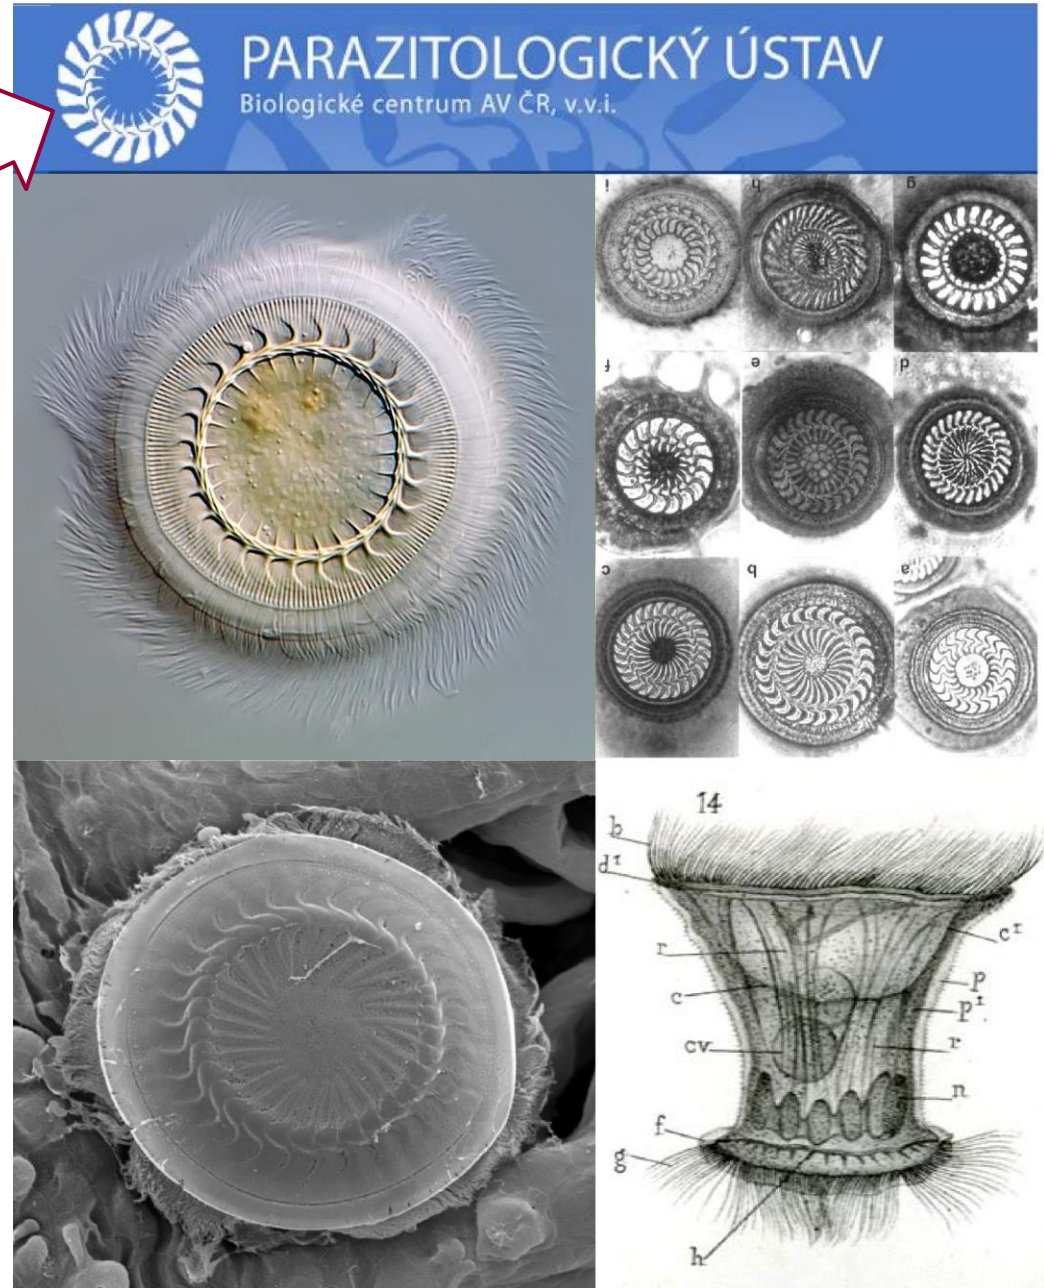 PARAZITOLOGICKÝ ÚSTAV
Biologické centrum AV ČR, v.v.i.
i h g
f e d
c b a
14
b
d¹
r
c¹
c
p
p¹
cv
r
n
f
g
h